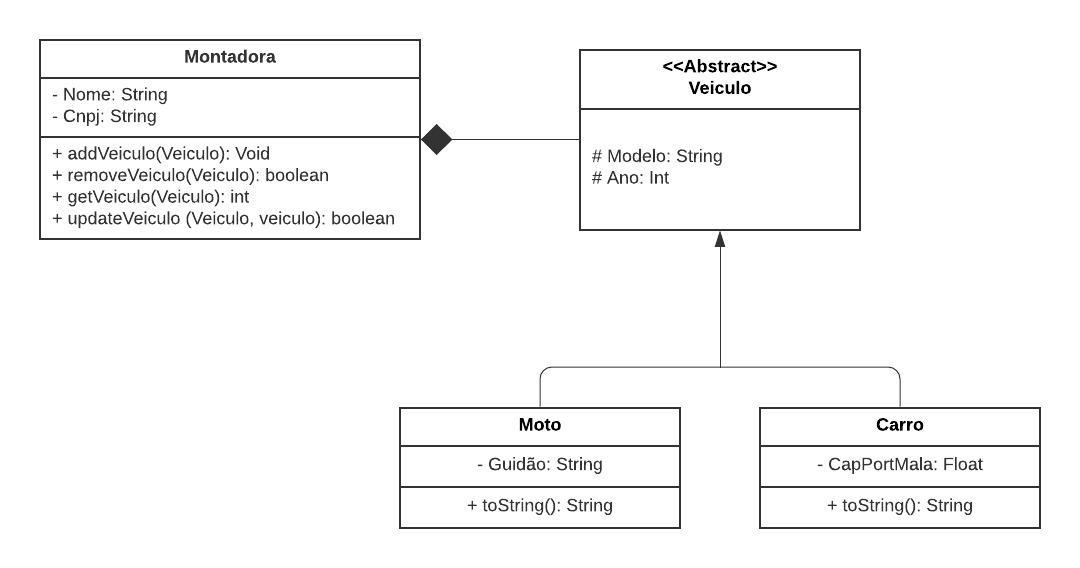 Montadora
- Nome: String
- Cnpj: String
+ addVeiculo(Veiculo): Void
+ removeVeiculo(Veiculo): boolean
+ getVeiculo(Veiculo): int
+ updateVeiculo (Veiculo, veiculo): boolean
<<Abstract>>
Veiculo
# Modelo: String
# Ano: Int
Moto
- Guidão: String
+ toString(): String
Carro
- CapPortMala: Float
+ toString(): String